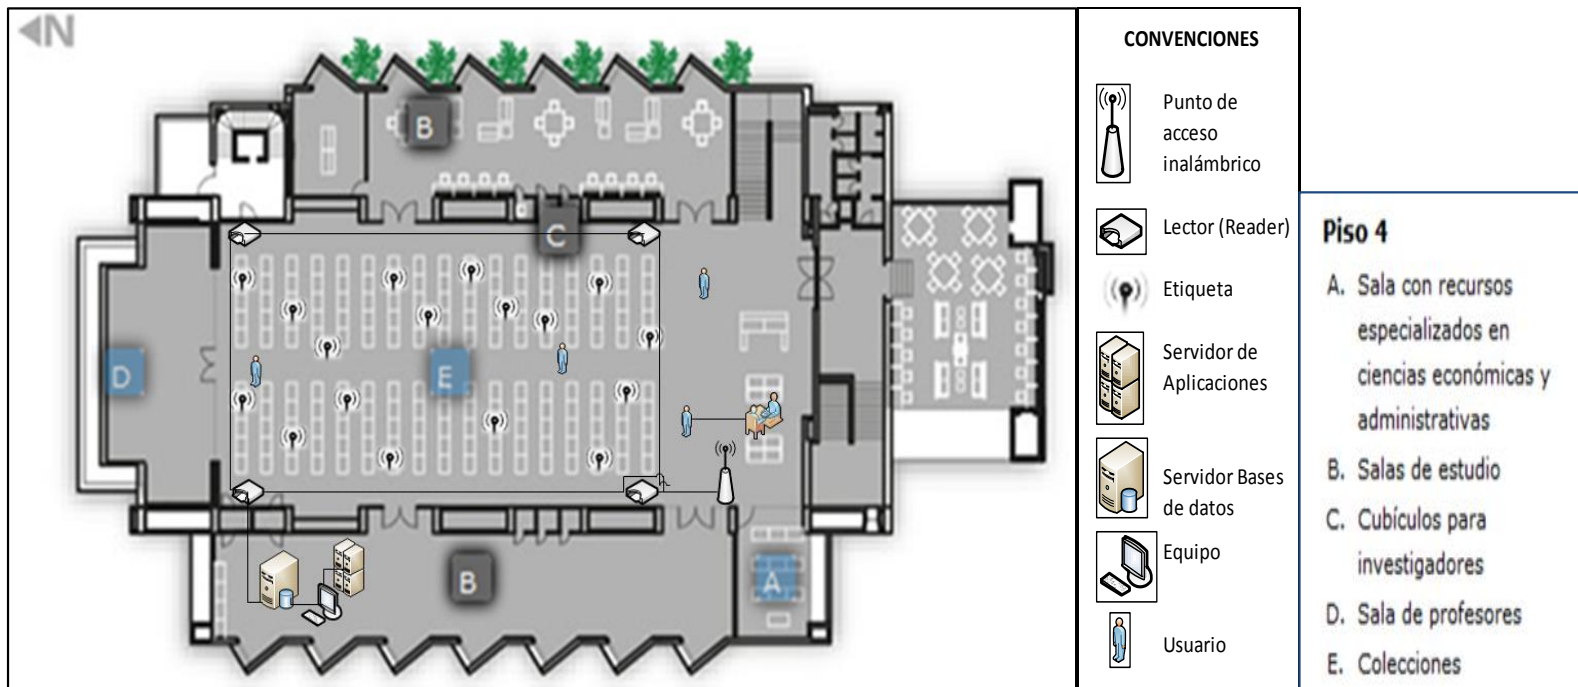 N
B
C
D
E
B
A
CONVENCIONES
Punto de
acceso
inalámbrico
Lector (Reader)
Etiqueta
Servidor de
Aplicaciones
Servidor Bases
de datos
Equipo
Usuario
Piso 4
A. Sala con recursos
especializados en
ciencias económicas y
administrativas
B. Salas de estudio
C. Cubículos para
investigadores
D. Sala de profesores
E. Colecciones